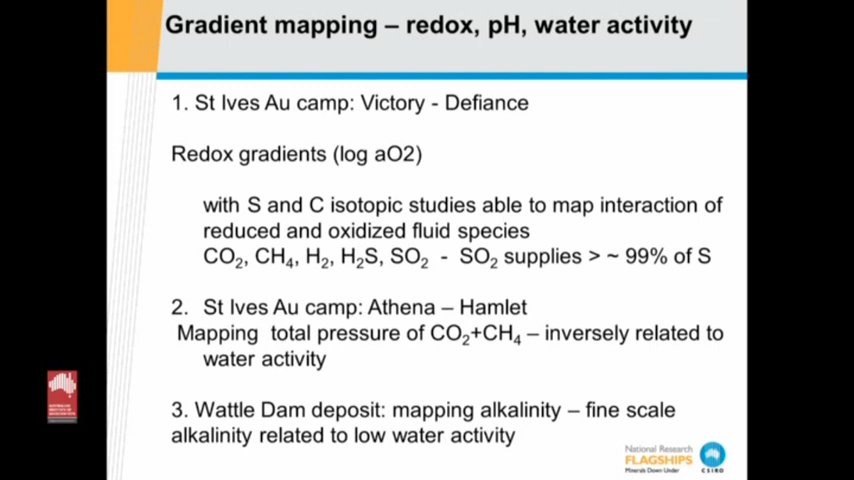 Gradient mapping – redox, pH, water activity
1. St Ives Au camp: Victory - Defiance
Redox gradients (log aO2)
with S and C isotopic studies able to map interaction of
reduced and oxidized fluid species
CO₂, CH₄, H₂, H₂S, SO₂ - SO₂ supplies > ~ 99% of S
2. St Ives Au camp: Athena – Hamlet
Mapping total pressure of CO₂+CH₄ – inversely related to
water activity
3. Wattle Dam deposit: mapping alkalinity – fine scale
alkalinity related to low water activity
National Research
FLAGSHIPS
Minerals Down Under
CSIRO